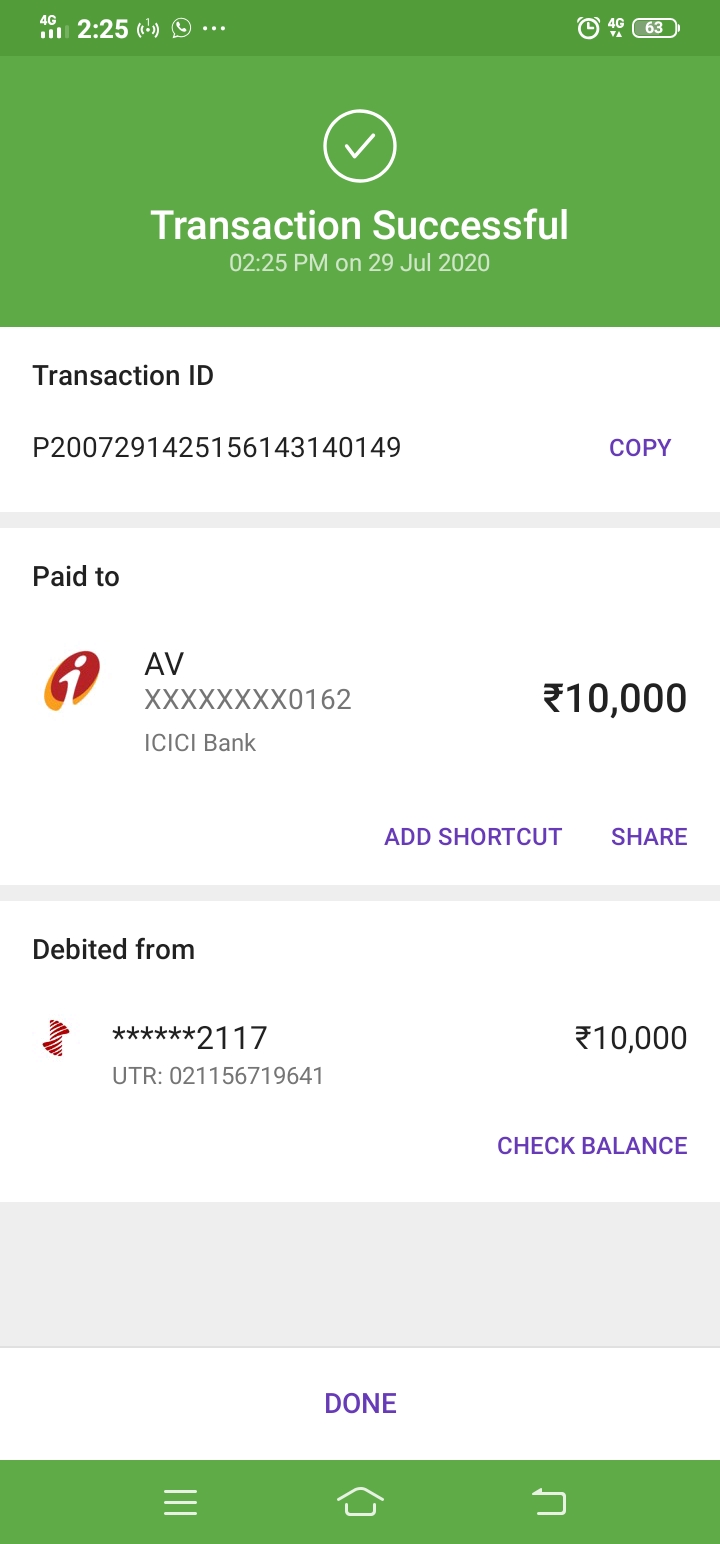 4G 2:25 4G 63
Transaction Successful
02:25 PM on 29 Jul 2020
Transaction ID
P2007291425156143140149 COPY
Paid to
AV
XXXXXXXX0162 ₹10,000
ICICI Bank
ADD SHORTCUT SHARE
Debited from
******2117 ₹10,000
UTR: 021156719641
CHECK BALANCE
DONE